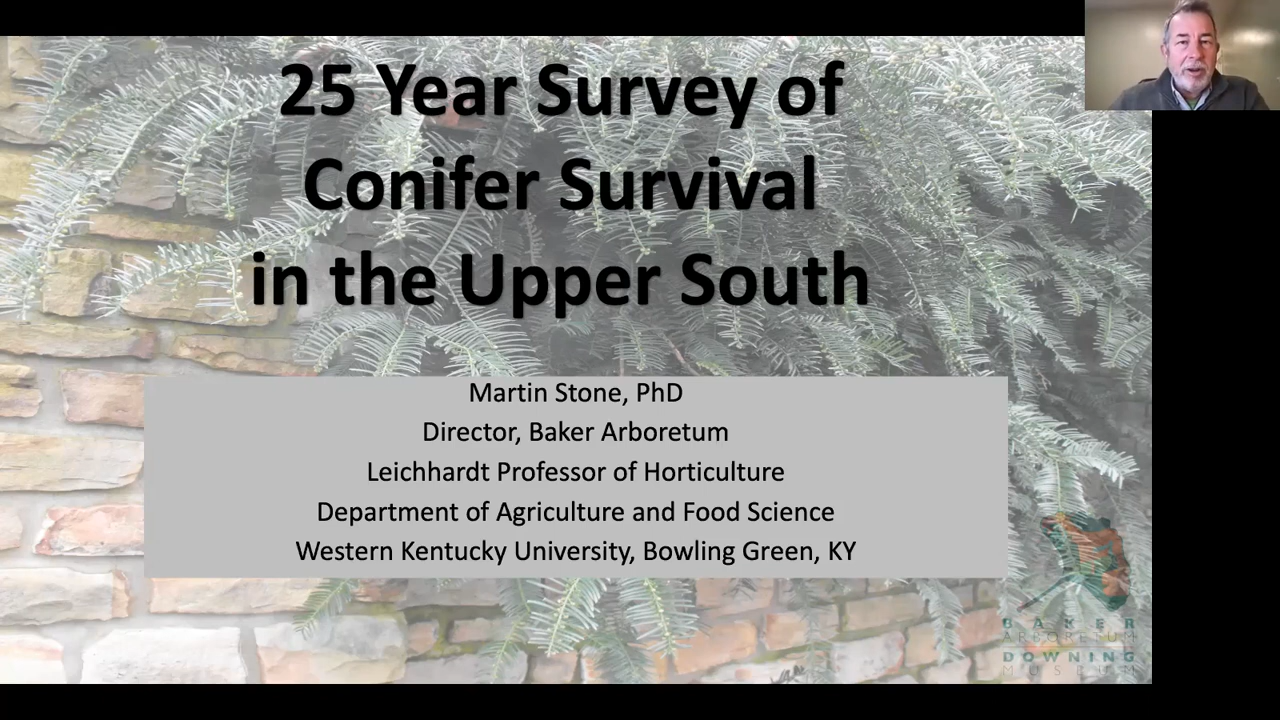 25 Year Survey of
Conifer Survival
in the Upper South
Martin Stone, PhD
Director, Baker Arboretum
Leichhardt Professor of Horticulture
Department of Agriculture and Food Science
Western Kentucky University, Bowling Green, KY
BAKER
ARBORETUM
DOWNING
MUSEUM